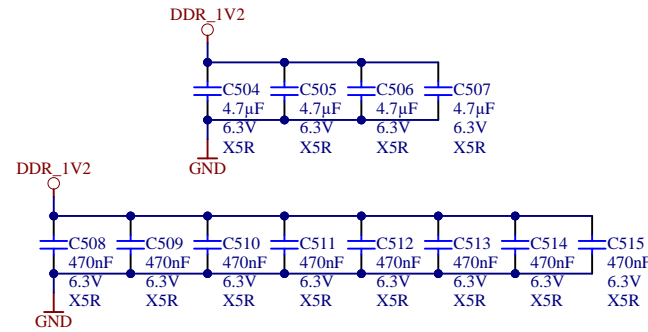 DDR_1V2
C504 C505 C506 C507
4.7µF 4.7µF 4.7µF 4.7µF
6.3V 6.3V 6.3V 6.3V
X5R X5R X5R X5R
GND
DDR_1V2
C508 C509 C510 C511 C512 C513 C514 C515
470nF 470nF 470nF 470nF 470nF 470nF 470nF 470nF
6.3V 6.3V 6.3V 6.3V 6.3V 6.3V 6.3V 6.3V
X5R X5R X5R X5R X5R X5R X5R X5R
GND